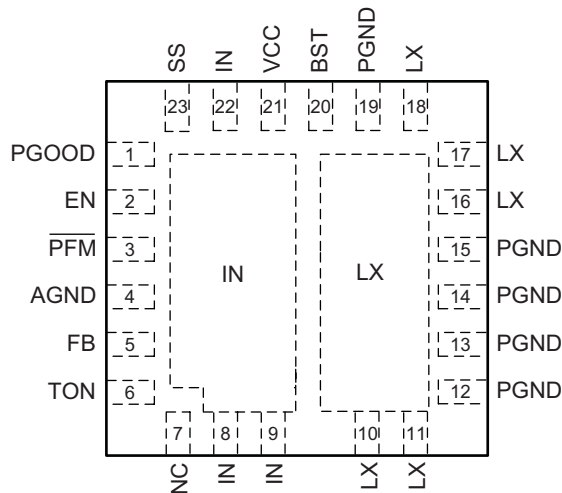 SS IN VCC BST PGND LX
23 22 21 20 19 18
PGOOD 1 17 LX
EN 2 16 LX
PFM 3 15 PGND
IN LX
AGND 4 14 PGND
FB 5 13 PGND
TON 6 12 PGND
7 8 9 10 11
NC IN IN LX LX